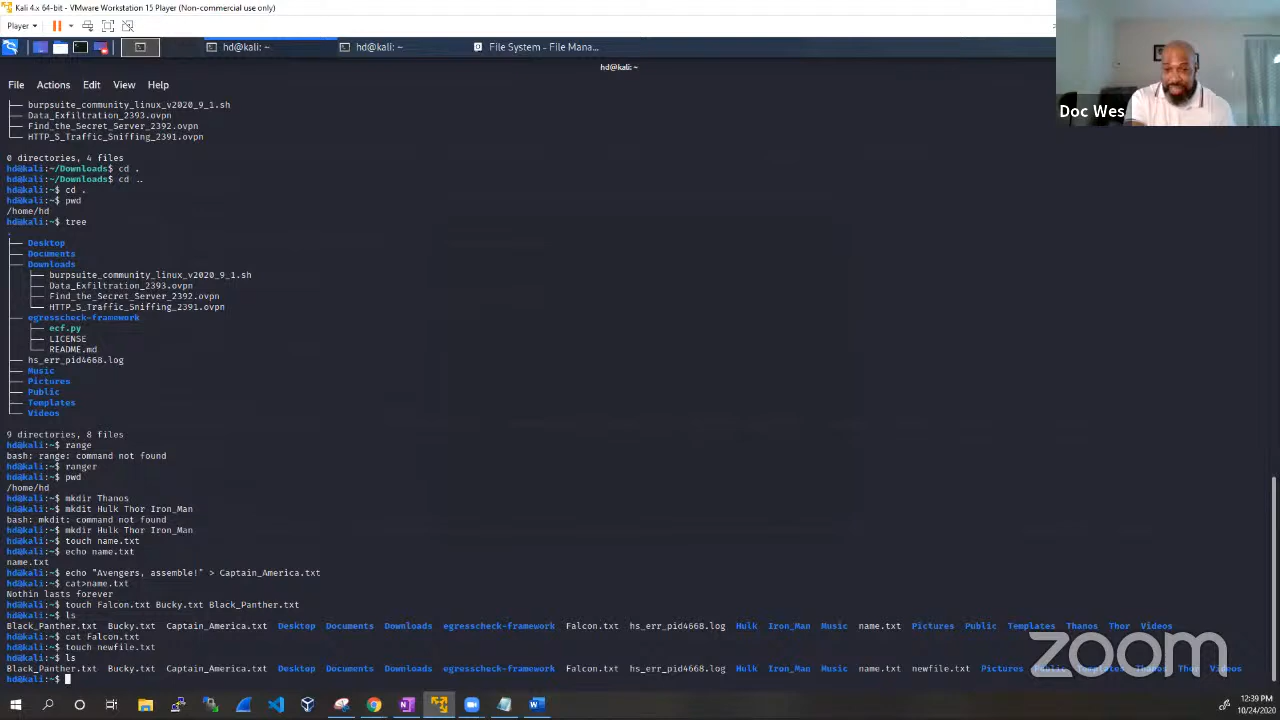 Kali 4.x 64-bit - VMware Workstation 15 Player (Non-commercial use only)
Player
hd@kali: ~
hd@kali: ~
File System - File Mana...
hd@kali: ~
Doc Wes
File Actions Edit View Help
├── burpsuite_community_linux_v2020_9_1.sh
├── Data_Exfiltration_2393.ovpn
├── Find_the_Secret_Server_2392.ovpn
└── HTTP_S_Traffic_Sniffing_2391.ovpn
0 directories, 4 files
hd@kali:~/Downloads$ cd .
hd@kali:~/Downloads$ cd ..
hd@kali:~$ cd .
hd@kali:~$ pwd
/home/hd
hd@kali:~$ tree
.
├── Desktop
├── Documents
├── Downloads
│   ├── burpsuite_community_linux_v2020_9_1.sh
│   ├── Data_Exfiltration_2393.ovpn
│   ├── Find_the_Secret_Server_2392.ovpn
│   └── HTTP_S_Traffic_Sniffing_2391.ovpn
├── egresscheck-framework
│   ├── ecf.py
│   ├── LICENSE
│   └── README.md
├── hs_err_pid4668.log
├── Music
├── Pictures
├── Public
├── Templates
└── Videos
9 directories, 8 files
hd@kali:~$ range
bash: range: command not found
hd@kali:~$ ranger
hd@kali:~$ pwd
/home/hd
hd@kali:~$ mkdir Thanos
hd@kali:~$ mkdit Hulk Thor Iron_Man
bash: mkdit: command not found
hd@kali:~$ mkdir Hulk Thor Iron_Man
hd@kali:~$ touch name.txt
hd@kali:~$ echo name.txt
name.txt
hd@kali:~$ echo "Avengers, assemble!" > Captain_America.txt
hd@kali:~$ cat>name.txt
Nothin lasts forever
hd@kali:~$ touch Falcon.txt Bucky.txt Black_Panther.txt
hd@kali:~$ ls
Black_Panther.txt Bucky.txt Captain_America.txt Desktop Documents Downloads egresscheck-framework Falcon.txt hs_err_pid4668.log Hulk Iron_Man Music name.txt Pictures Public Templates Thanos Thor Videos
hd@kali:~$ cat Falcon.txt
hd@kali:~$ touch newfile.txt
hd@kali:~$ ls
Black_Panther.txt Bucky.txt Captain_America.txt Desktop Documents Downloads egresscheck-framework Falcon.txt hs_err_pid4668.log Hulk Iron_Man Music name.txt newfile.txt Pictures Public Templates Thanos Thor Videos
hd@kali:~$
zoom
12:39 PM
10/24/2020